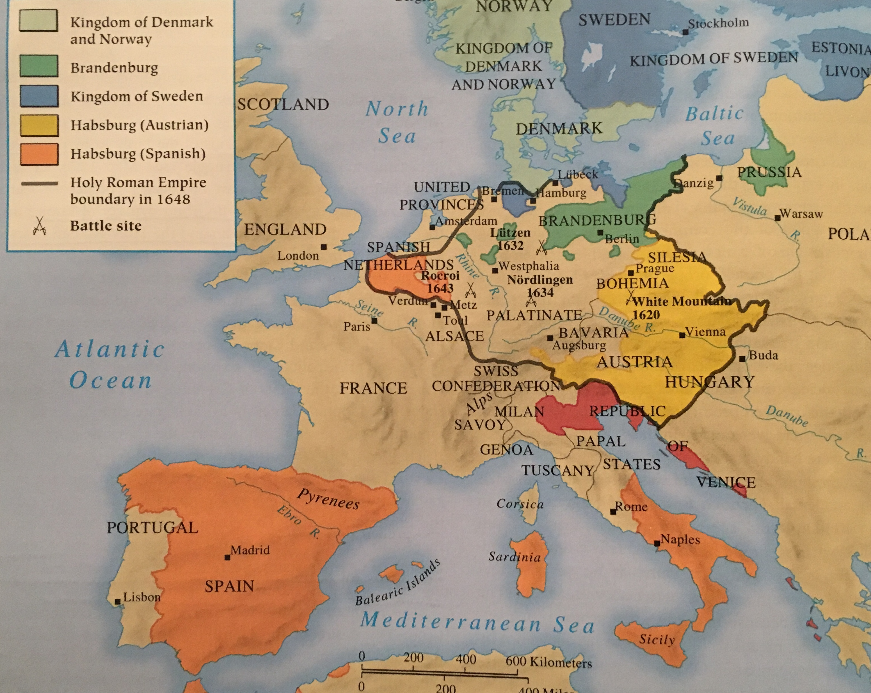 Kingdom of Denmark
and Norway
Brandenburg
Kingdom of Sweden
Habsburg (Austrian)
Habsburg (Spanish)
Holy Roman Empire
boundary in 1648
Battle site
NORWAY
SWEDEN
Stockholm
KINGDOM OF
DENMARK
AND NORWAY
KINGDOM OF SWEDEN
ESTONIA
LIVON
SCOTLAND
North
Sea
Baltic
Sea
DENMARK
Lübeck
Danzig
PRUSSIA
UNITED
PROVINCES
Bremen
Hamburg
Amsterdam
BRANDENBURG
Berlin
Vistula
R.
Warsaw
POLA
ENGLAND
London
Lützen
1632
SPANISH
NETHERLANDS
Rhine
R.
Westphalia
SILESIA
Prague
BOHEMIA
Rocroi
1643
Nördlingen
1634
White Mountain
1620
Verdun
Metz
Toul
ALSACE
PALATINATE
Danube R.
Seine
R.
Paris
BAVARIA
Augsburg
Vienna
Buda
AUSTRIA
HUNGARY
Atlantic
Ocean
FRANCE
SWISS
CONFEDERATION
Alps
MILAN
SAVOY
GENOA
REPUBLIC
OF
VENICE
Danube
R.
PAPAL
STATES
TUSCANY
Corsica
Rome
Pyrenees
Ebro R.
PORTUGAL
Madrid
SPAIN
Lisbon
Naples
Sardinia
Balearic Islands
Mediterranean Sea
Sicily
0 200 400 600 Kilometers
0 200 400 Miles